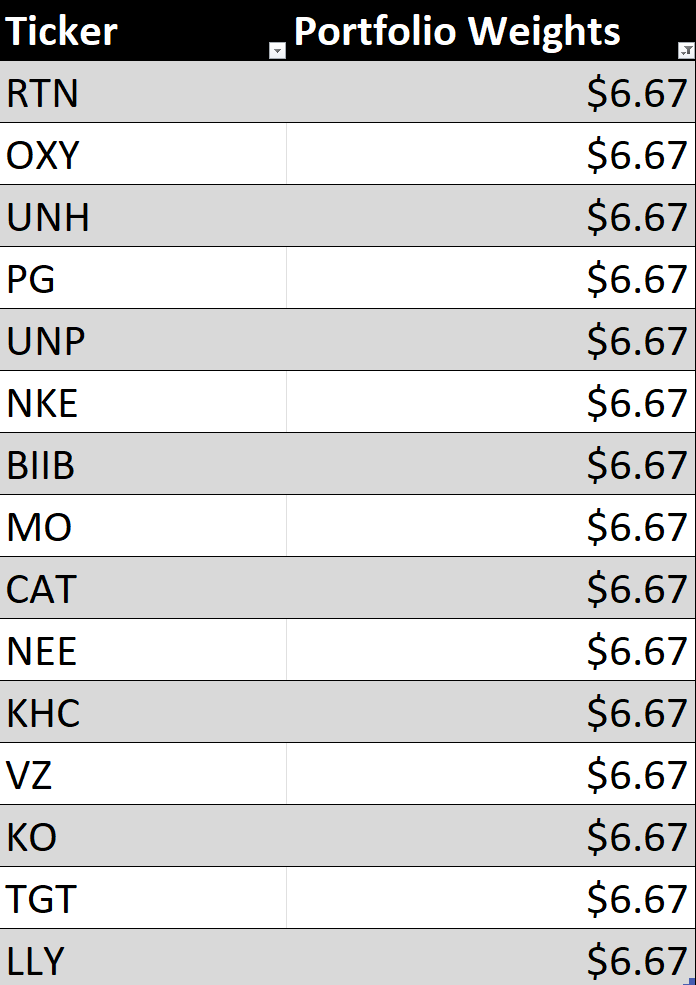 Ticker Portfolio Weights
RTN $6.67
OXY $6.67
UNH $6.67
PG $6.67
UNP $6.67
NKE $6.67
BIIB $6.67
MO $6.67
CAT $6.67
NEE $6.67
KHC $6.67
VZ $6.67
KO $6.67
TGT $6.67
LLY $6.67